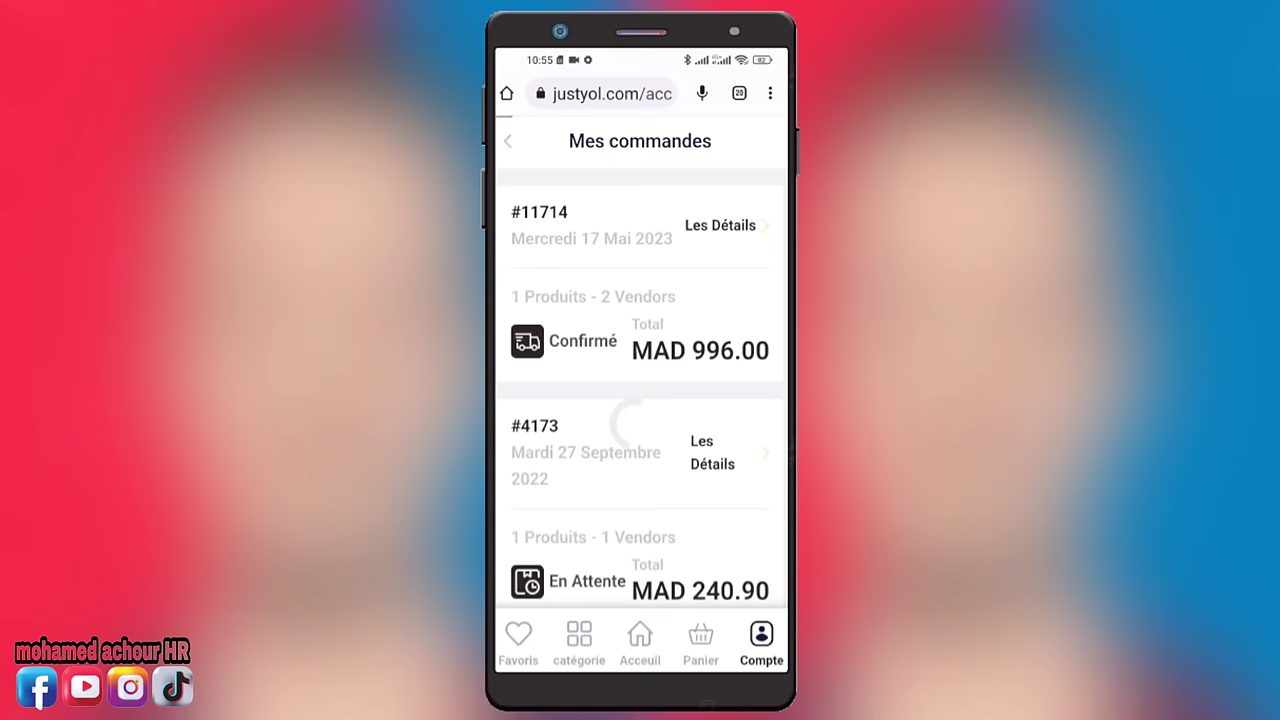 10:55
82
justyol.com/acc
20
Mes commandes
#11714
Mercredi 17 Mai 2023
Les Détails
1 Produits - 2 Vendors
Total
Confirmé
MAD 996.00
#4173
Mardi 27 Septembre
2022
Les
Détails
1 Produits - 1 Vendors
Total
En Attente
MAD 240.90
Favoris catégorie Acceuil Panier Compte
mohamed achour HR